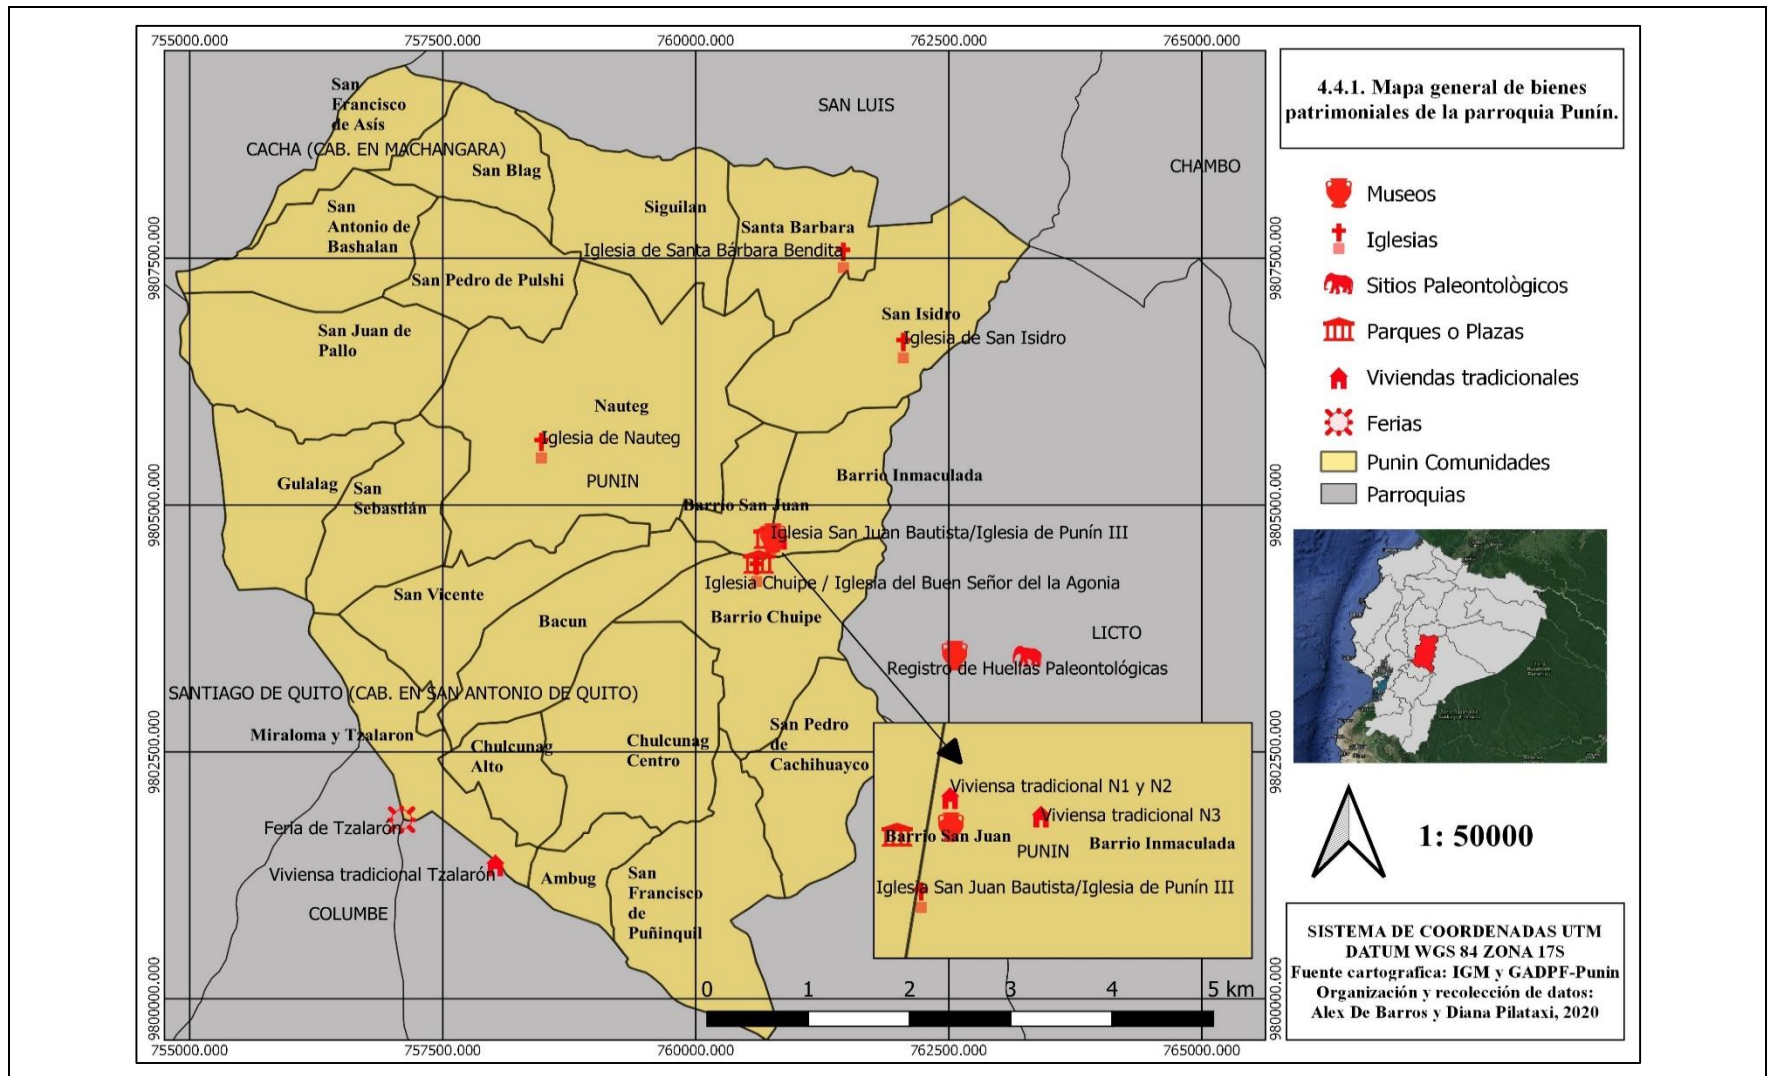 755000.000
757500.000
760000.000
762500.000
765000.000
4.4.1. Mapa general de bienes
patrimoniales de la parroquia Punín.
San
Francisco
de Asís
SAN LUIS
CACHA (CAB. EN MACHANGARA)
CHAMBO
San Blag
San
Antonio de
Bashalan
Siguilan
Santa Barbara
Iglesia de Santa Bárbara Bendita
9807500.000
9807500.000
San Pedro de Pulshi
San Juan de
Pallo
San Isidro
Iglesia de San Isidro
Nauteg
Iglesia de Nauteg
PUNIN
Gulalag
San
Sebastián
Barrio Inmaculada
Barrio San Juan
9805000.000
9805000.000
Iglesia San Juan Bautista/Iglesia de Punín III
Iglesia Chuipe / Iglesia del Buen Señor del la Agonia
San Vicente
Bacun
Barrio Chuipe
LICTO
Registro de Huellas Paleontológicas
SANTIAGO DE QUITO (CAB. EN SAN ANTONIO DE QUITO)
Miraloma y Tzalaron
Chulcunag
Alto
Chulcunag
Centro
San Pedro
de
Cachihuayco
9802500.000
9802500.000
Feria de Tzalarón
Viviensa tradicional Tzalarón
COLUMBE
Ambug
San
Francisco
de
Puñinquil
Viviensa tradicional N1 y N2
Viviensa tradicional N3
Barrio San Juan
PUNIN
Barrio Inmaculada
Iglesia San Juan Bautista/Iglesia de Punín III
0 1 2 3 4 5 km
9800000.000
9800000.000
755000.000
757500.000
760000.000
762500.000
765000.000
Museos
Iglesias
Sitios Paleontològicos
Parques o Plazas
Viviendas tradicionales
Ferias
Punin Comunidades
Parroquias
1: 50000
SISTEMA DE COORDENADAS UTM
DATUM WGS 84 ZONA 17S
Fuente cartografica: IGM y GADPF-Punin
Organización y recolección de datos:
Alex De Barros y Diana Pilataxi, 2020